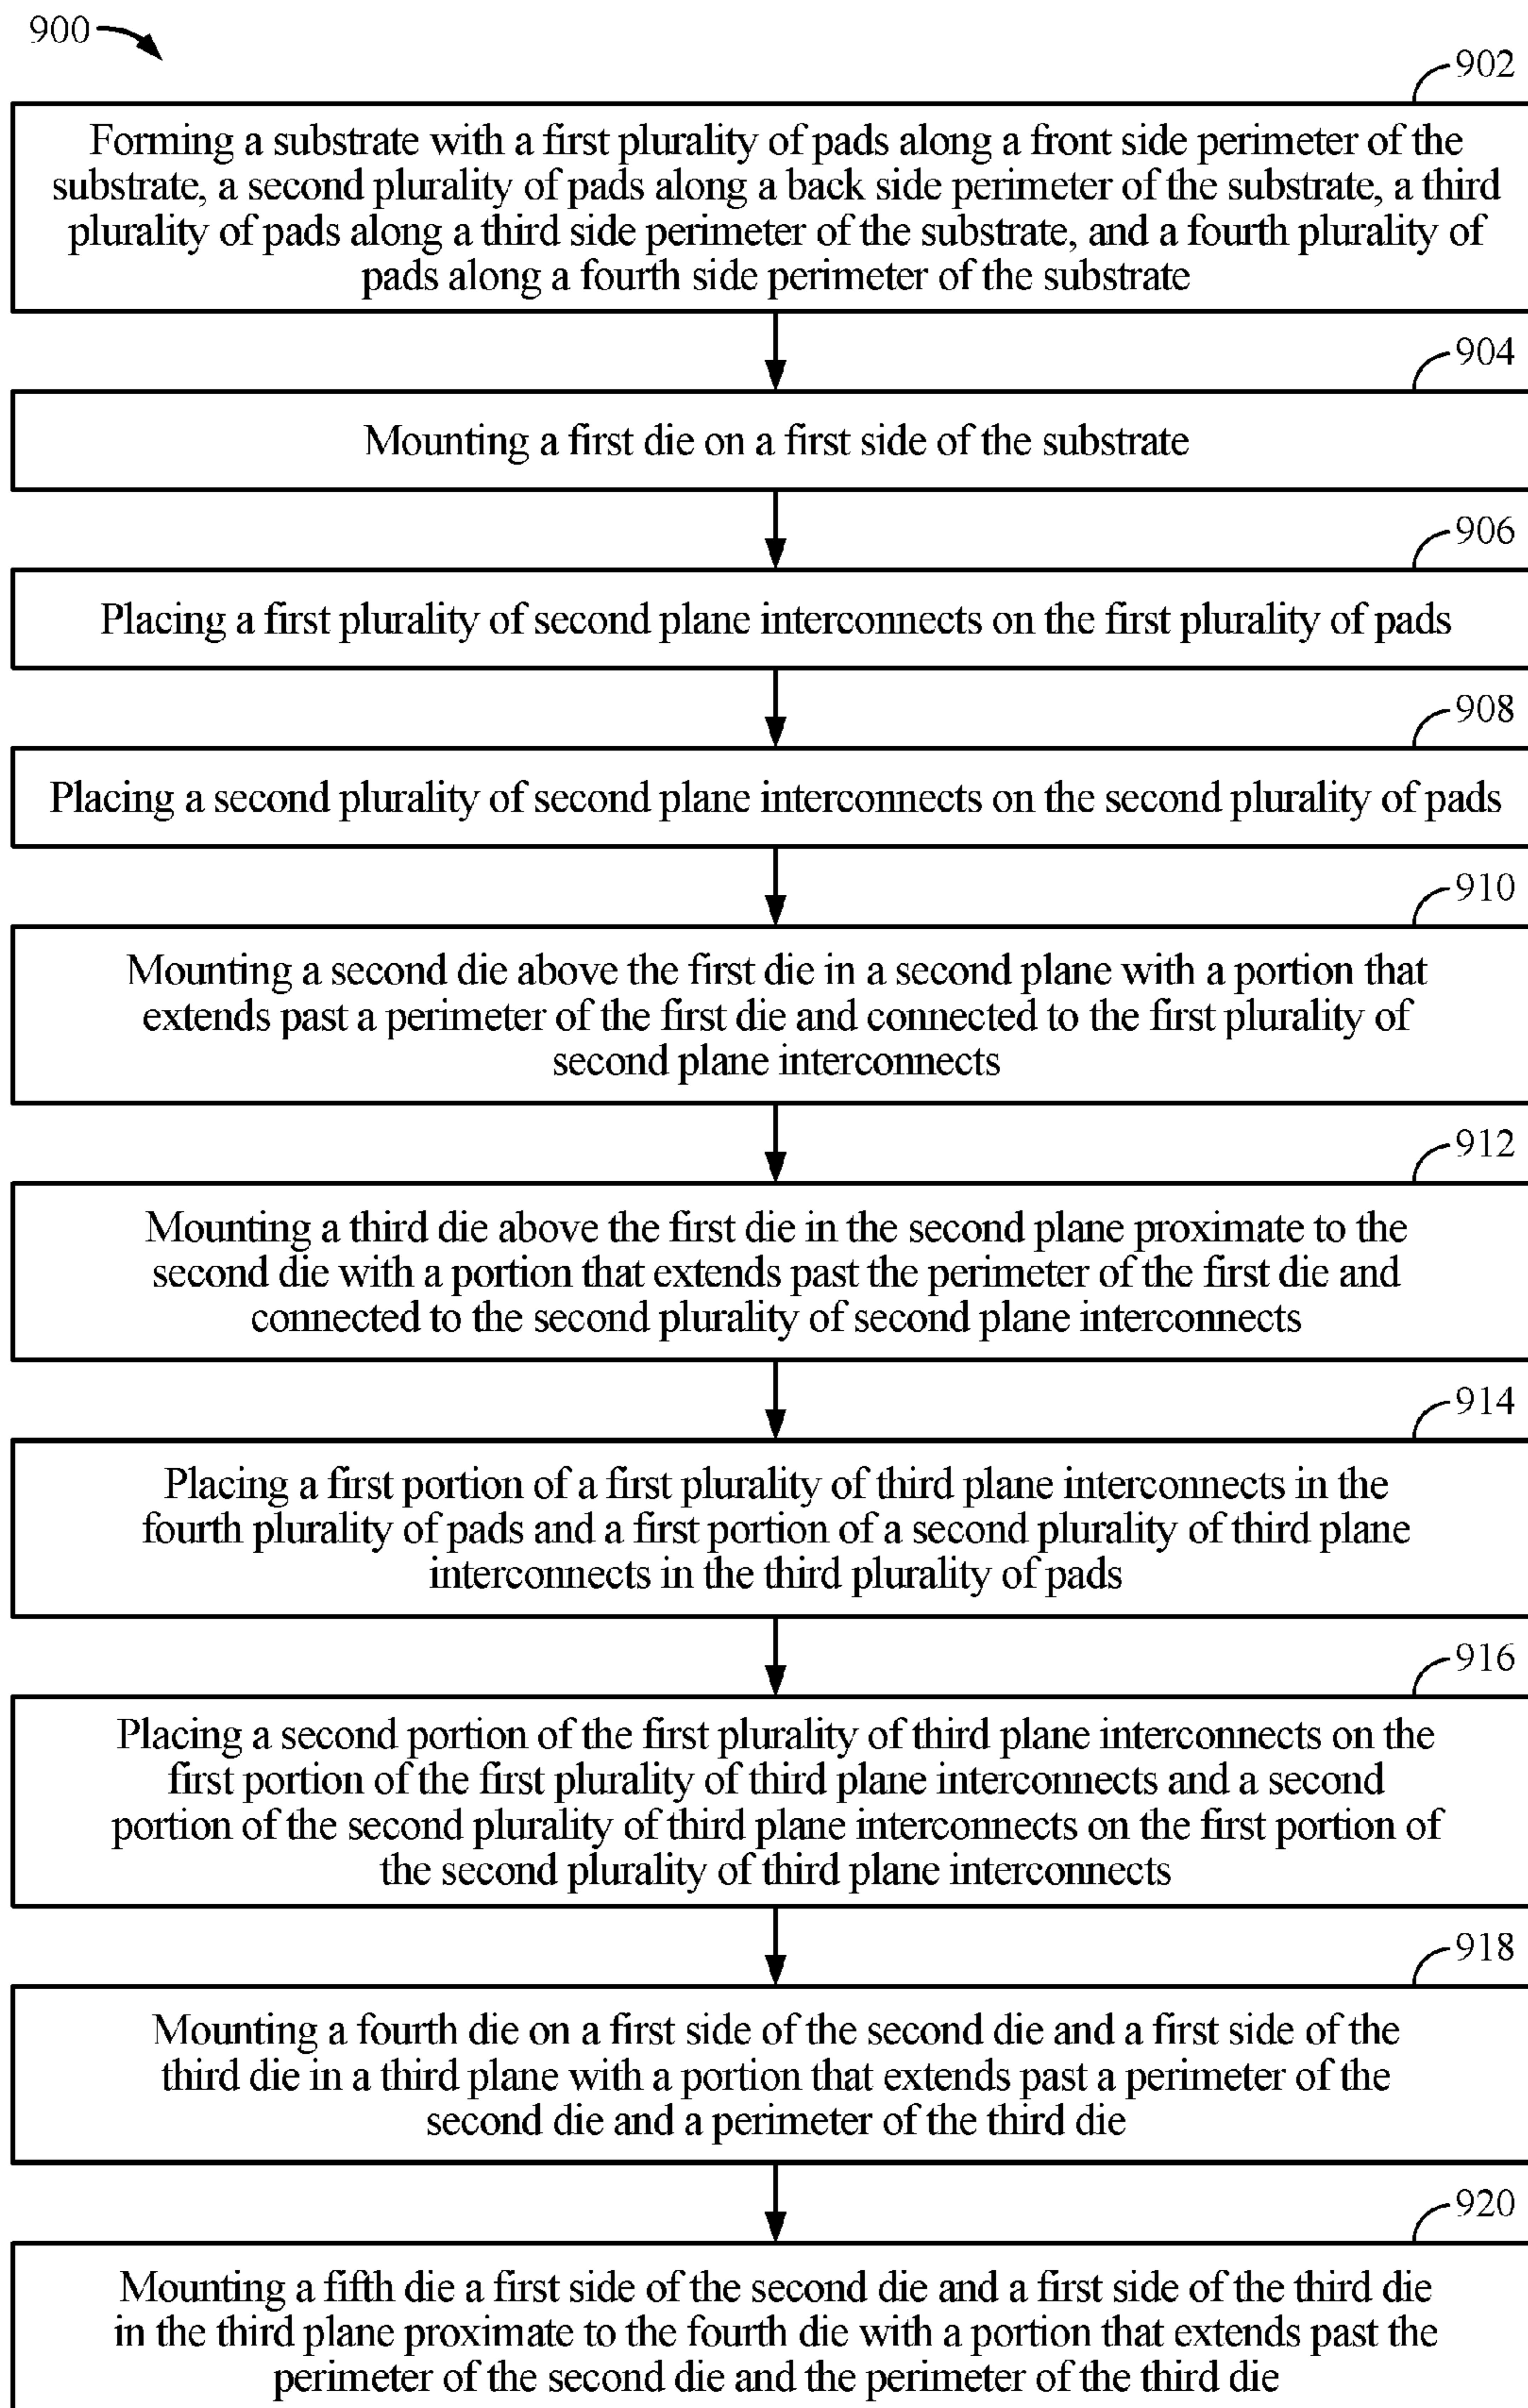 900
902
Forming a substrate with a first plurality of pads along a front side perimeter of the
substrate, a second plurality of pads along a back side perimeter of the substrate, a third
plurality of pads along a third side perimeter of the substrate, and a fourth plurality of
pads along a fourth side perimeter of the substrate
904
Mounting a first die on a first side of the substrate
906
Placing a first plurality of second plane interconnects on the first plurality of pads
908
Placing a second plurality of second plane interconnects on the second plurality of pads
910
Mounting a second die above the first die in a second plane with a portion that
extends past a perimeter of the first die and connected to the first plurality of
second plane interconnects
912
Mounting a third die above the first die in the second plane proximate to the
second die with a portion that extends past the perimeter of the first die and
connected to the second plurality of second plane interconnects
914
Placing a first portion of a first plurality of third plane interconnects in the
fourth plurality of pads and a first portion of a second plurality of third plane
interconnects in the third plurality of pads
916
Placing a second portion of the first plurality of third plane interconnects on the
first portion of the first plurality of third plane interconnects and a second
portion of the second plurality of third plane interconnects on the first portion of
the second plurality of third plane interconnects
918
Mounting a fourth die on a first side of the second die and a first side of the
third die in a third plane with a portion that extends past a perimeter of the
second die and a perimeter of the third die
920
Mounting a fifth die a first side of the second die and a first side of the third die
in the third plane proximate to the fourth die with a portion that extends past the
perimeter of the second die and the perimeter of the third die